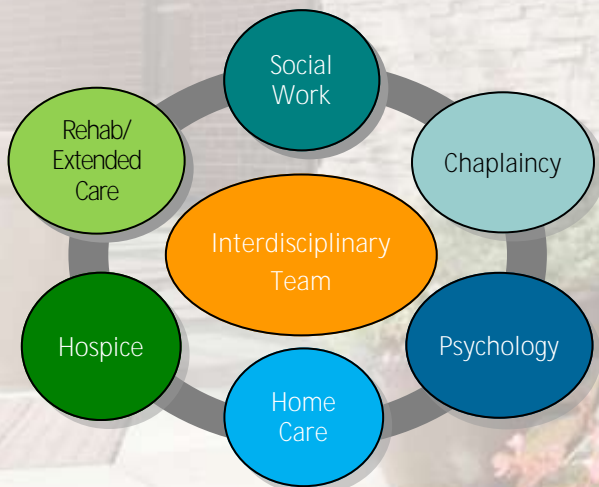 Social
Work
Chaplaincy
Psychology
Home
Care
Hospice
Rehab/
Extended
Care
Interdisciplinary
Team